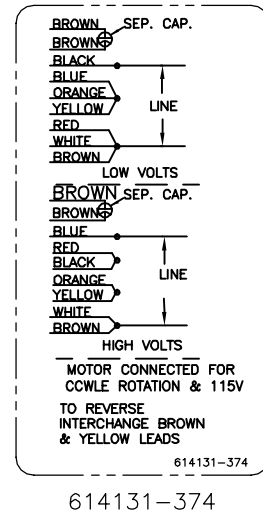 BROWN SEP. CAP.
BROWN
BLACK
BLUE
ORANGE
YELLOW
LINE
RED
WHITE
BROWN
LOW VOLTS
BROWN SEP. CAP.
BROWN
BLUE
RED
BLACK
LINE
ORANGE
YELLOW
WHITE
BROWN
HIGH VOLTS
MOTOR CONNECTED FOR
CCWLE ROTATION & 115V
TO REVERSE
INTERCHANGE BROWN
& YELLOW LEADS
614131-374
614131-374